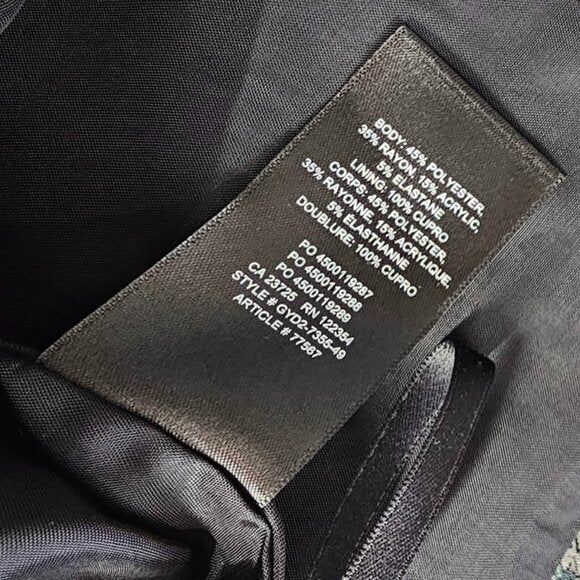 BODY: 45% POLYESTER,
35% RAYON, 15% ACRYLIC,
5% ELASTANE
LINING: 100% CUPRO
CORPS: 45% POLYESTER,
35% RAYONNE, 15% ACRYLIQUE,
5% ÉLASTHANNE
DOUBLURE: 100% CUPRO
PO 4500119287
PO 4500119288
PO 4500119289
CA 23725 RN 122354
STYLE # GYD2-7355-49
ARTICLE # 77567